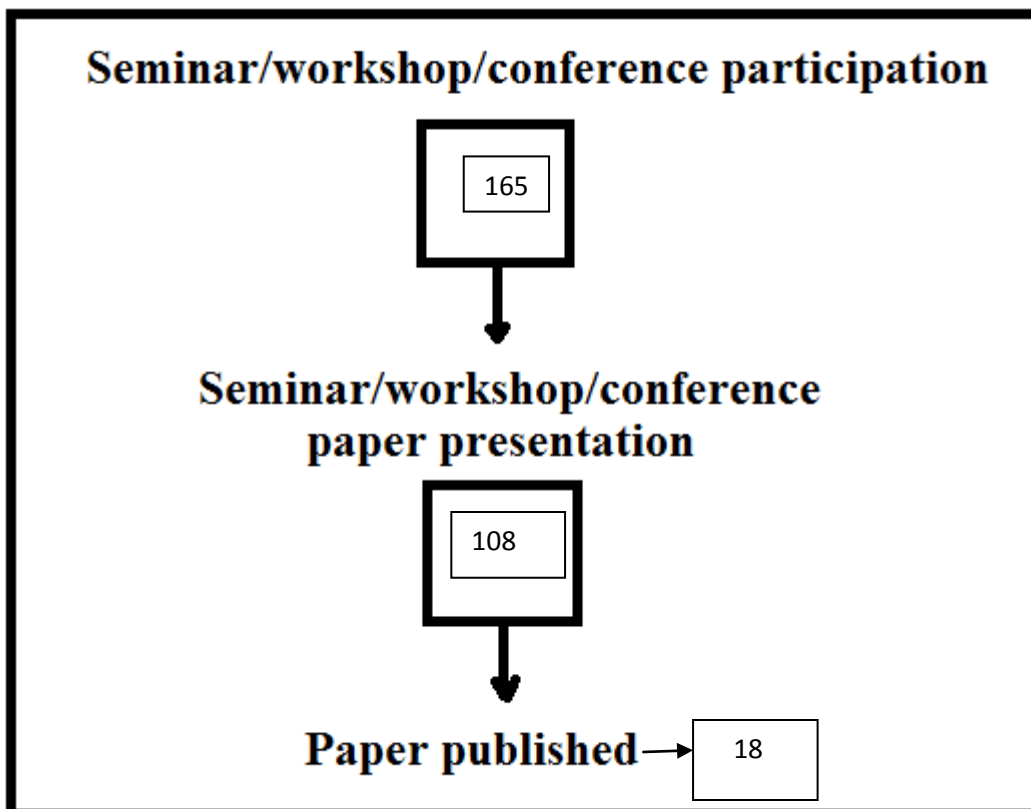 Seminar/workshop/conference participation
165
Seminar/workshop/conference
paper presentation
108
Paper published
18